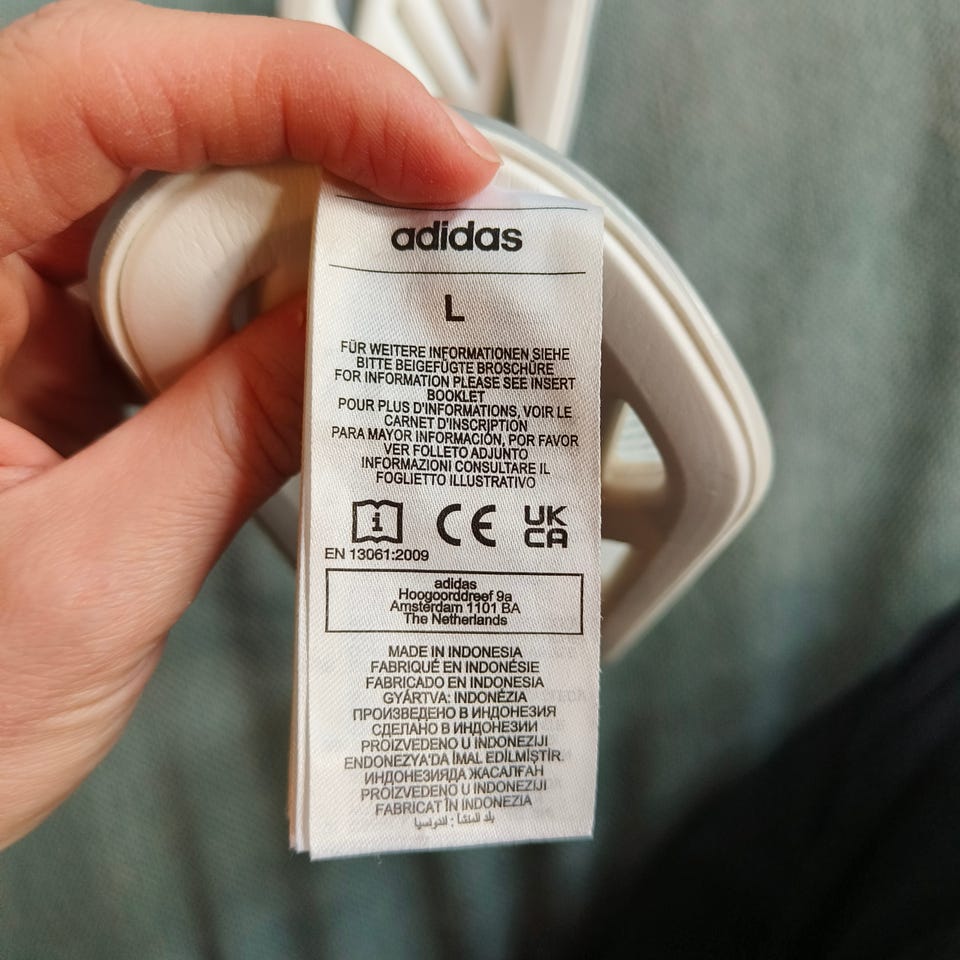 adidas
L
FÜR WEITERE INFORMATIONEN SIEHE
BITTE BEIGEFÜGTE BROSCHÜRE
FOR INFORMATION PLEASE SEE INSERT
BOOKLET
POUR PLUS D'INFORMATIONS, VOIR LE
CARNET D'INSCRIPTION
PARA MAYOR INFORMACIÓN, POR FAVOR
VER FOLLETO ADJUNTO
INFORMAZIONI CONSULTARE IL
FOGLIETTO ILLUSTRATIVO
i CE UK
CA
EN 13061:2009
adidas
Hoogoorddreef 9a
Amsterdam 1101 BA
The Netherlands
MADE IN INDONESIA
FABRIQUÉ EN INDONÉSIE
FABRICADO EN INDONESIA
GYÁRTVA: INDONÉZIA
ПРОИЗВЕДЕНО В ИНДОНЕЗИЯ
СДЕЛАНО В ИНДОНЕЗИИ
PROIZVEDENO U INDONEZIJI
ENDONEZYA'DA İMAL EDİLMİŞTİR.
ИНДОНЕЗИЯДА ЖАСАЛҒАН
PROIZVEDENO U INDONEZIJI
FABRICAT ÎN INDONEZIA
بلد المنشأ : اندونسيا